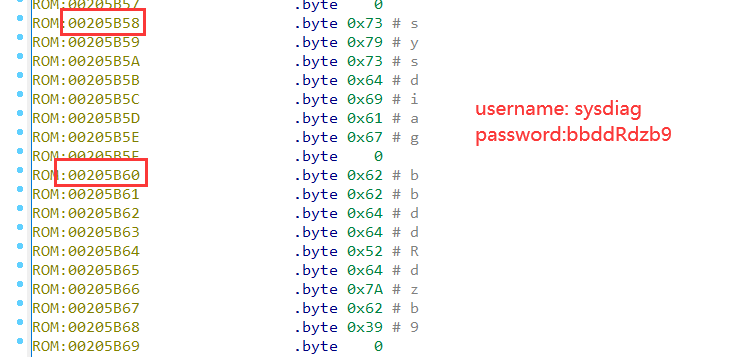 ROM:00205B57 .byte 0
ROM:00205B58 .byte 0x73 # s
ROM:00205B59 .byte 0x79 # y
ROM:00205B5A .byte 0x73 # s
ROM:00205B5B .byte 0x64 # d
ROM:00205B5C .byte 0x69 # i
ROM:00205B5D .byte 0x61 # a
ROM:00205B5E .byte 0x67 # g
ROM:00205B5F .byte 0
ROM:00205B60 .byte 0x62 # b
ROM:00205B61 .byte 0x62 # b
ROM:00205B62 .byte 0x64 # d
ROM:00205B63 .byte 0x64 # d
ROM:00205B64 .byte 0x52 # R
ROM:00205B65 .byte 0x64 # d
ROM:00205B66 .byte 0x7A # z
ROM:00205B67 .byte 0x62 # b
ROM:00205B68 .byte 0x39 # 9
ROM:00205B69 .byte 0
username: sysdiag
password:bbddRdzb9